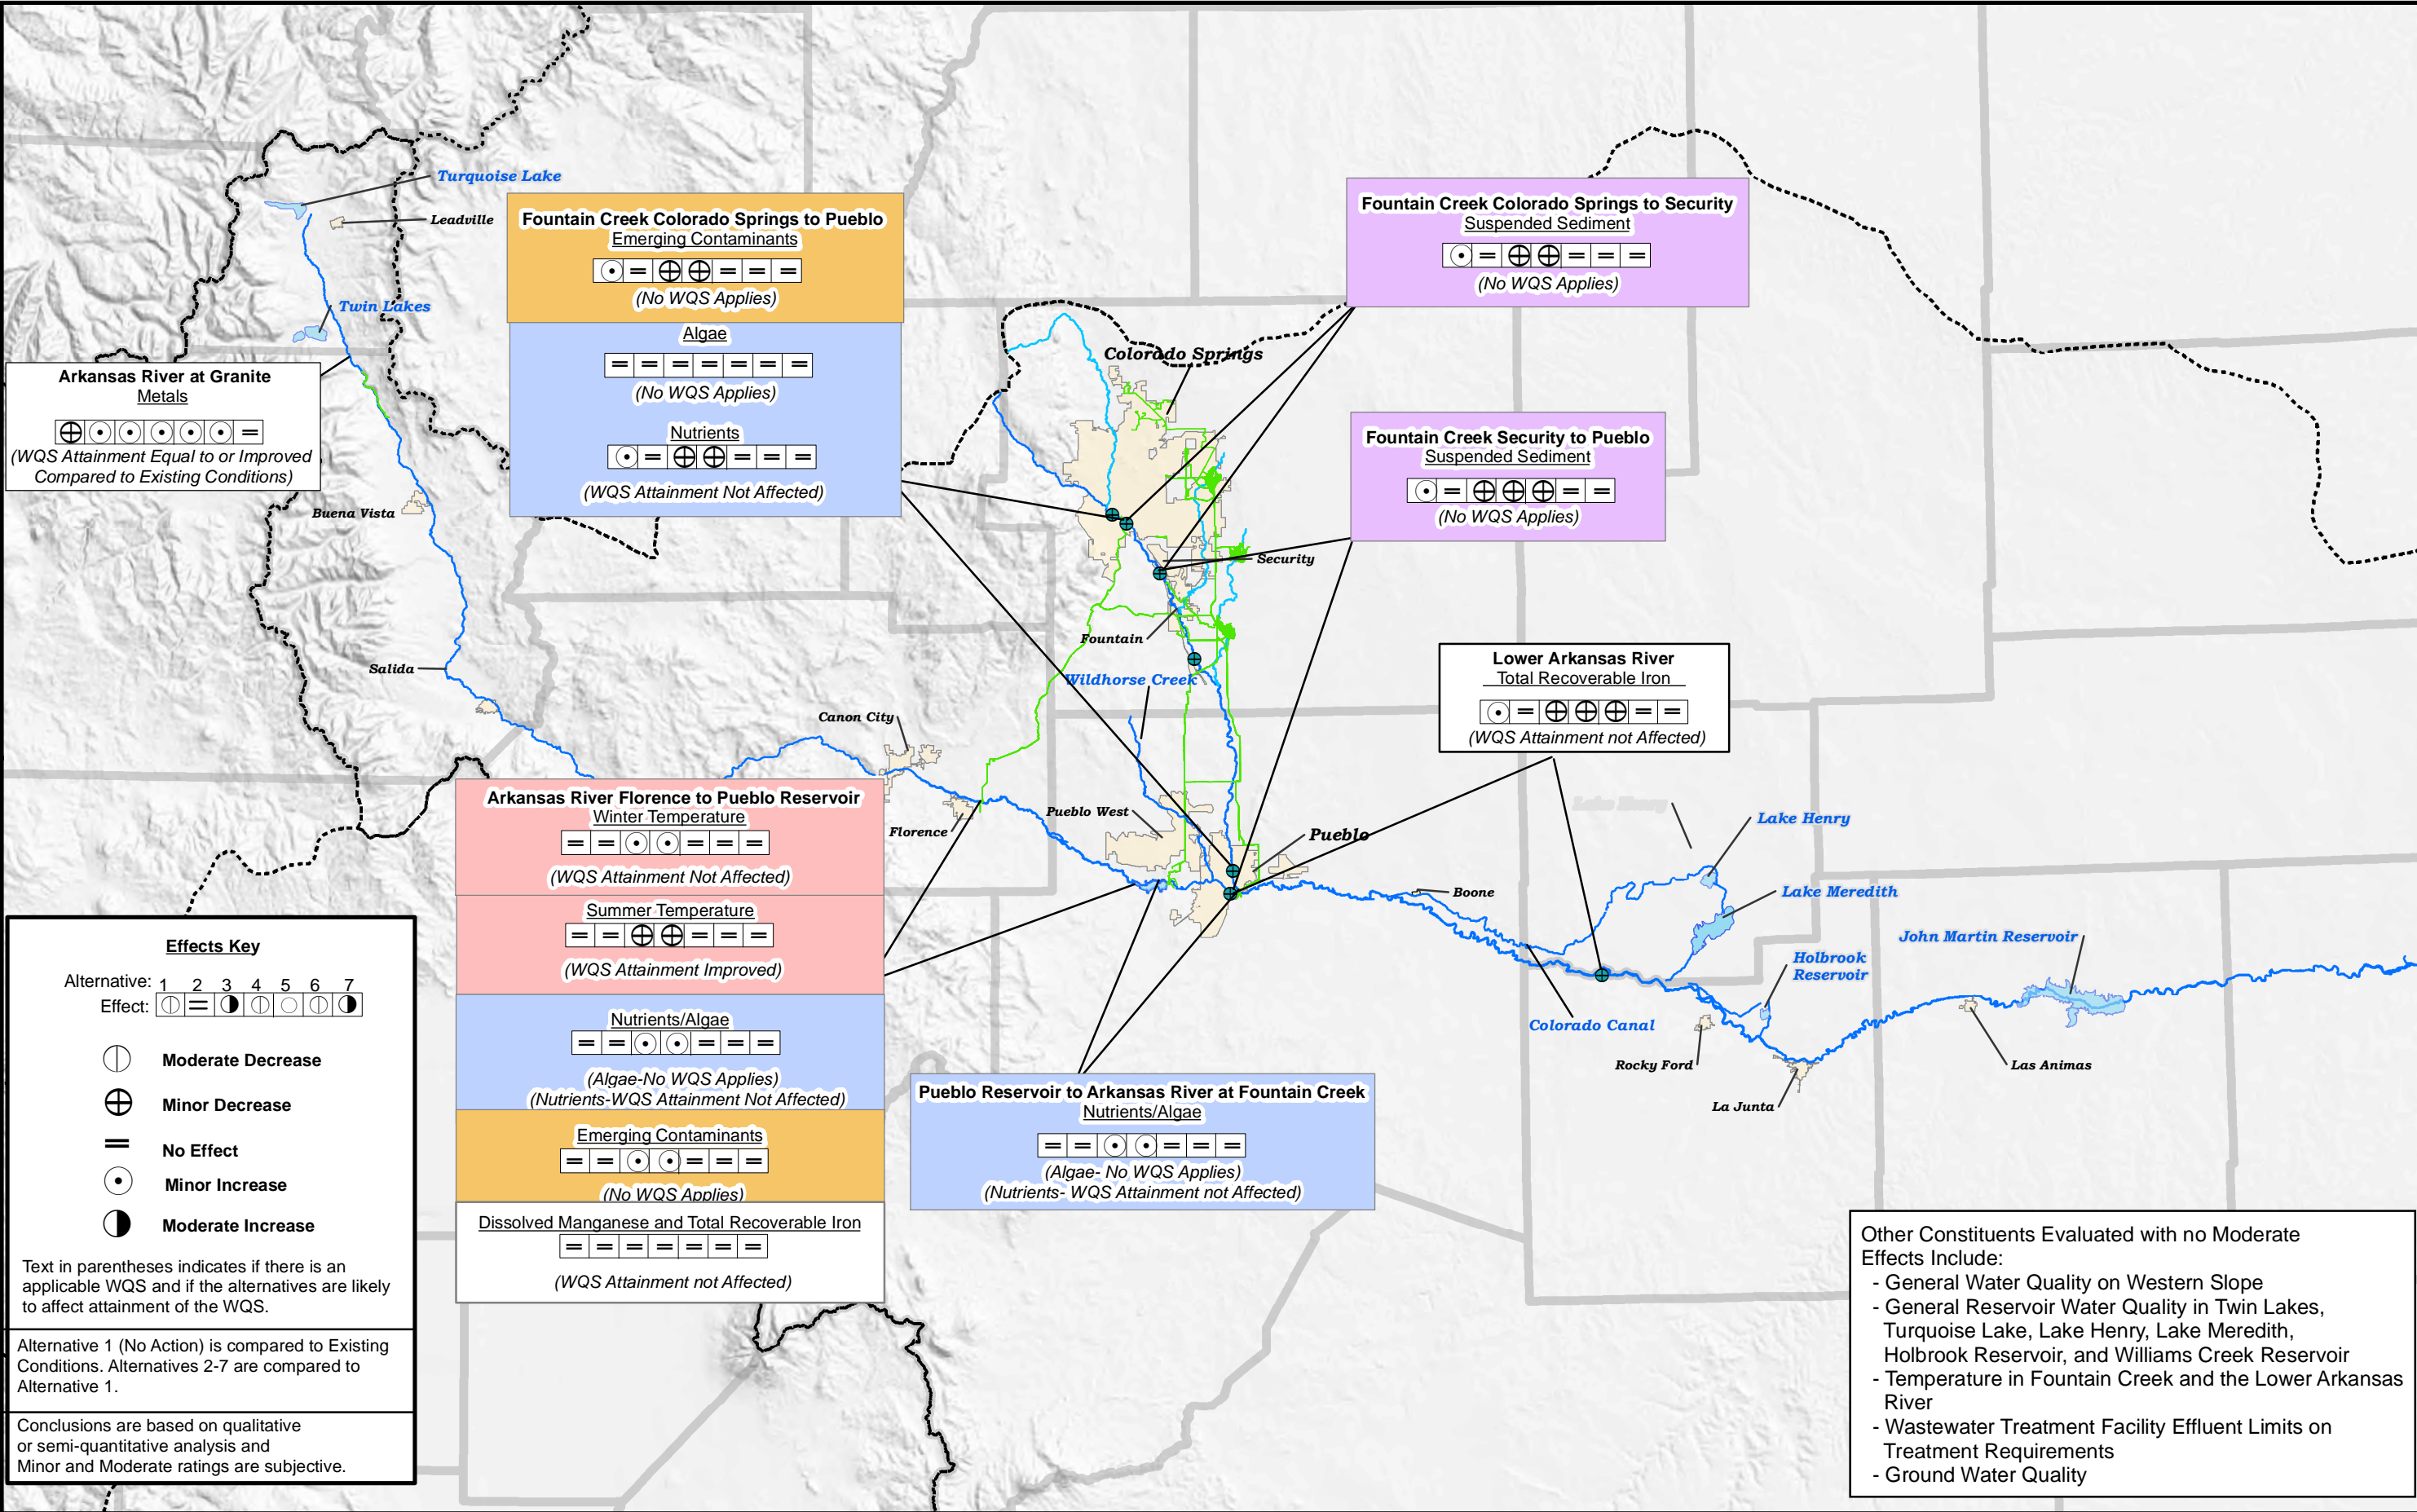 Turquoise Lake
Leadville
Twin Lakes
Arkansas River at Granite
Metals
(WQS Attainment Equal to or Improved
Compared to Existing Conditions)
Buena Vista
Salida
Fountain Creek Colorado Springs to Pueblo
Emerging Contaminants
= = = =
(No WQS Applies)
Algae
= = = = = = =
(No WQS Applies)
Nutrients
= = = =
(WQS Attainment Not Affected)
Fountain Creek Colorado Springs to Security
Suspended Sediment
= = = =
(No WQS Applies)
Colorado Springs
Fountain Creek Security to Pueblo
Suspended Sediment
= = =
(No WQS Applies)
Security
Fountain
Wildhorse Creek
Canon City
Florence
Pueblo West
Pueblo
Lower Arkansas River
Total Recoverable Iron
= = =
(WQS Attainment not Affected)
Lake Henry
Lake Henry
Lake Meredith
Boone
Holbrook
Reservoir
John Martin Reservoir
Colorado Canal
Rocky Ford
La Junta
Las Animas
Arkansas River Florence to Pueblo Reservoir
Winter Temperature
= = = = =
(WQS Attainment Not Affected)
Summer Temperature
= = = = =
(WQS Attainment Improved)
Nutrients/Algae
= = = = =
(Algae-No WQS Applies)
(Nutrients-WQS Attainment Not Affected)
Emerging Contaminants
= = = = =
(No WQS Applies)
Dissolved Manganese and Total Recoverable Iron
= = = = = = =
(WQS Attainment not Affected)
Pueblo Reservoir to Arkansas River at Fountain Creek
Nutrients/Algae
= = = = =
(Algae- No WQS Applies)
(Nutrients- WQS Attainment not Affected)
Effects Key
Alternative: 1 2 3 4 5 6 7
Effect:
Moderate Decrease
Minor Decrease
= No Effect
Minor Increase
Moderate Increase
Text in parentheses indicates if there is an
applicable WQS and if the alternatives are likely
to affect attainment of the WQS.
Alternative 1 (No Action) is compared to Existing
Conditions. Alternatives 2-7 are compared to
Alternative 1.
Conclusions are based on qualitative
or semi-quantitative analysis and
Minor and Moderate ratings are subjective.
Other Constituents Evaluated with no Moderate
Effects Include:
- General Water Quality on Western Slope
- General Reservoir Water Quality in Twin Lakes,
Turquoise Lake, Lake Henry, Lake Meredith,
Holbrook Reservoir, and Williams Creek Reservoir
- Temperature in Fountain Creek and the Lower Arkansas
River
- Wastewater Treatment Facility Effluent Limits on
Treatment Requirements
- Ground Water Quality